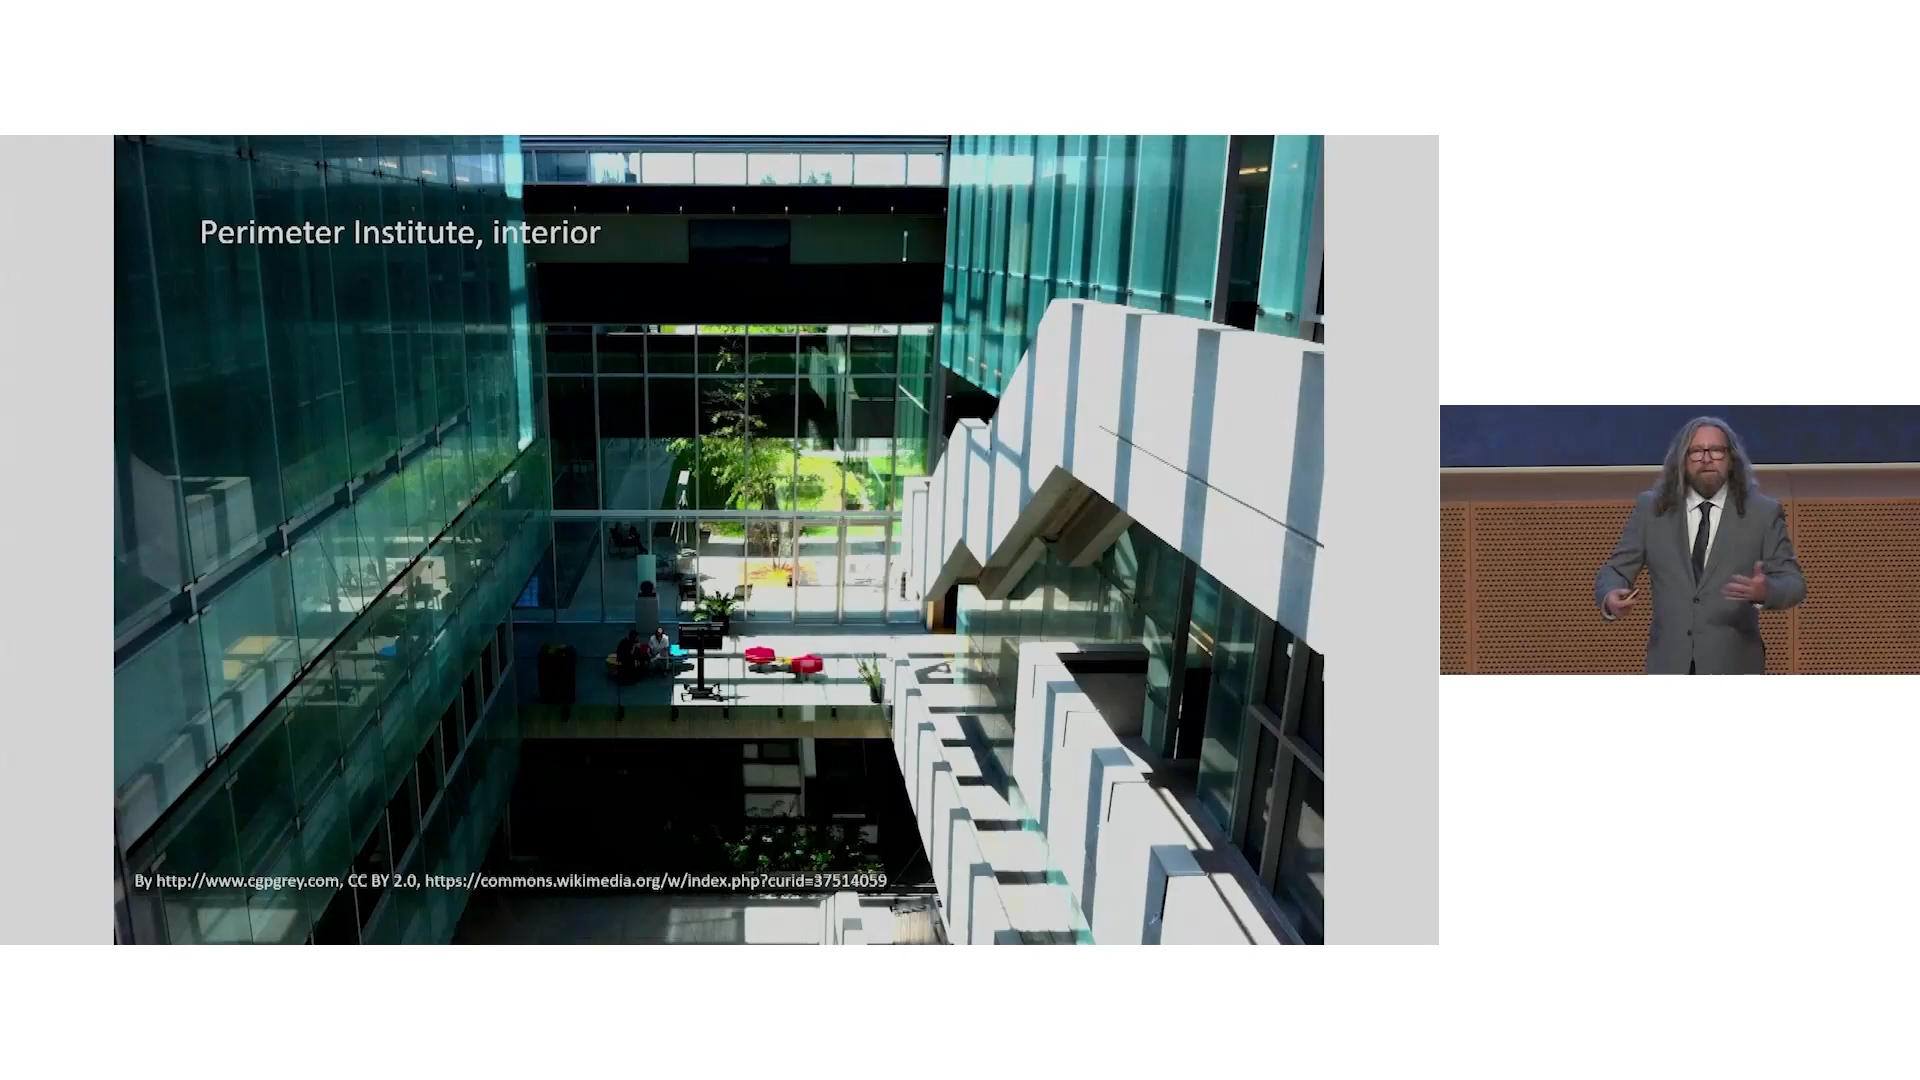 Perimeter Institute, interior
By http://www.cgpgrey.com, CC BY 2.0, https://commons.wikimedia.org/w/index.php?curid=37514059